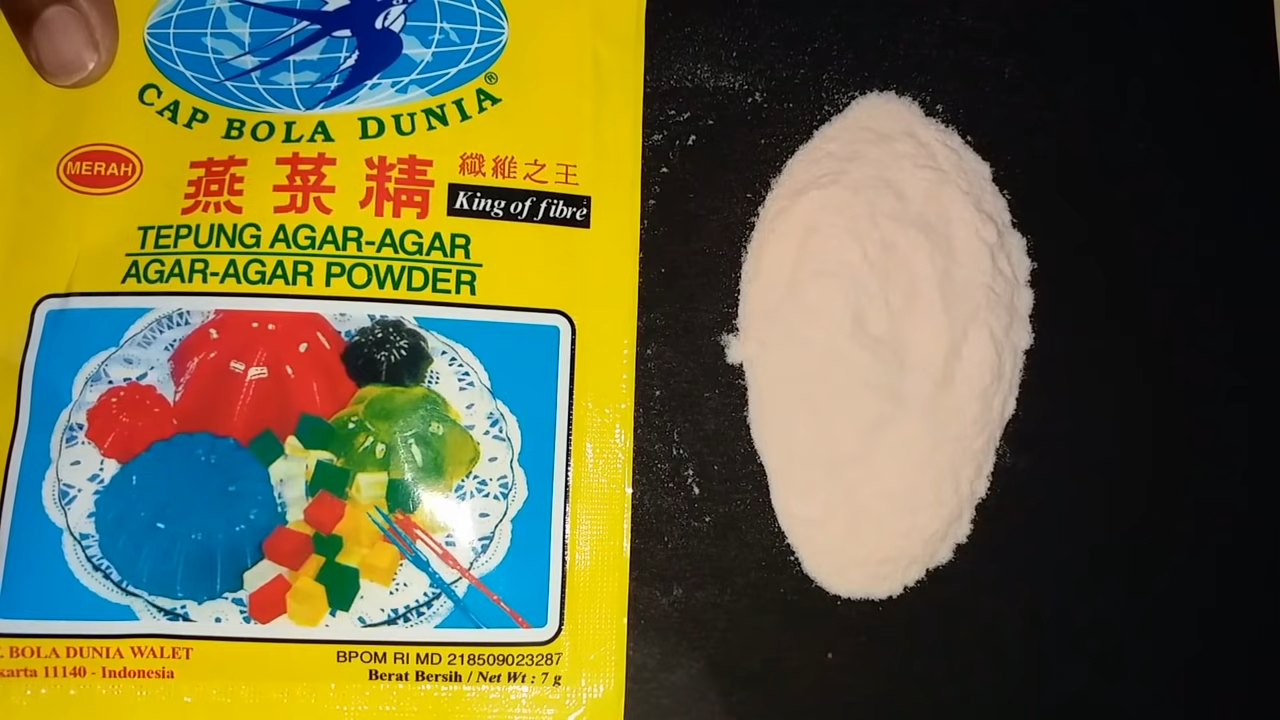 CAP BOLA DUNIA®
MERAH
燕菜精
纖維之王
King of fibre
TEPUNG AGAR-AGAR
AGAR-AGAR POWDER
BOLA DUNIA WALET
karta 11140 - Indonesia
BPOM RI MD 218509023287
Berat Bersih / Net Wt : 7 g